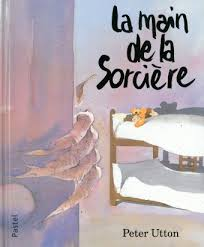 La main
de la
Sorcière
Pastel
Peter Utton